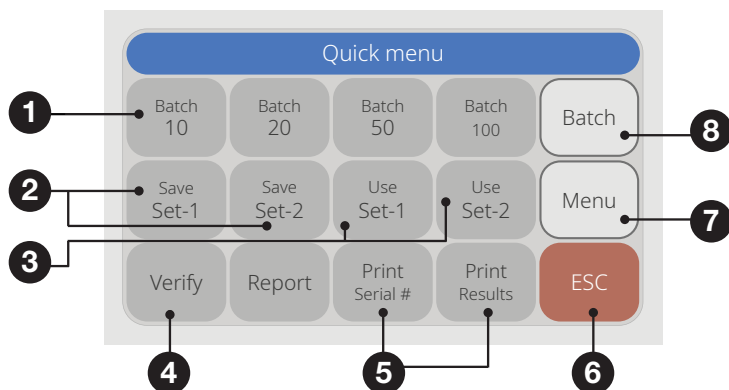 Quick menu
1
Batch
10
Batch
20
Batch
50
Batch
100
Batch
8
2
Save
Set-1
Save
Set-2
Use
Set-1
Use
Set-2
Menu
7
3
Verify
Report
Print
Serial #
Print
Results
ESC
4
5
6